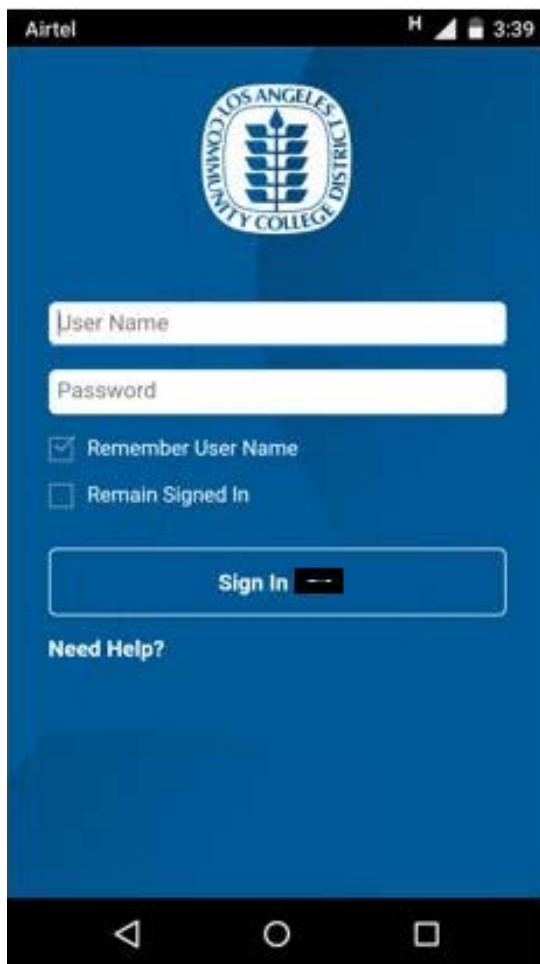 Airtel H 3:39
LOS ANGELES COMMUNITY COLLEGE DISTRICT
User Name
Password
Remember User Name
Remain Signed In
Sign In
Need Help?